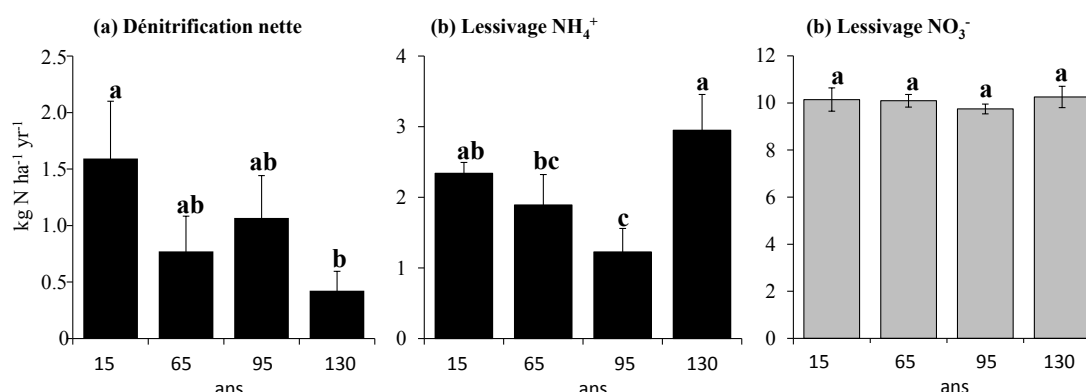 (a) Dénitrification nette
(b) Lessivage NH₄⁺
(b) Lessivage NO₃⁻
kg N ha⁻¹ yr⁻¹
2.5
2.0
1.5
1.0
0.5
0
a
ab
ab
b
15
65
95
130
ans
4
3
2
1
0
ab
bc
c
a
15
65
95
130
ans
12
10
8
6
4
2
0
a
a
a
a
15
65
95
130
ans